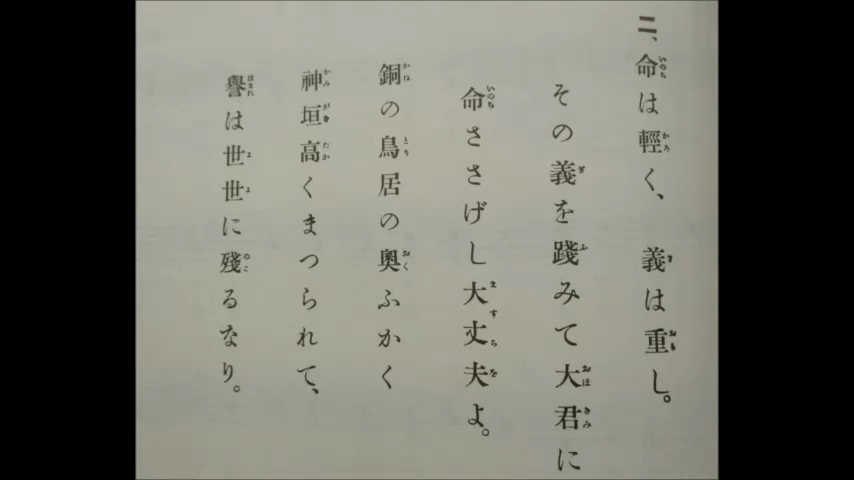 二、命は輕く、義は重し。
その義を踐みて大君に
命ささげし大丈夫よ。
銅の鳥居の奧ふかく
神垣高くまつられて、
譽は世世に殘るなり。